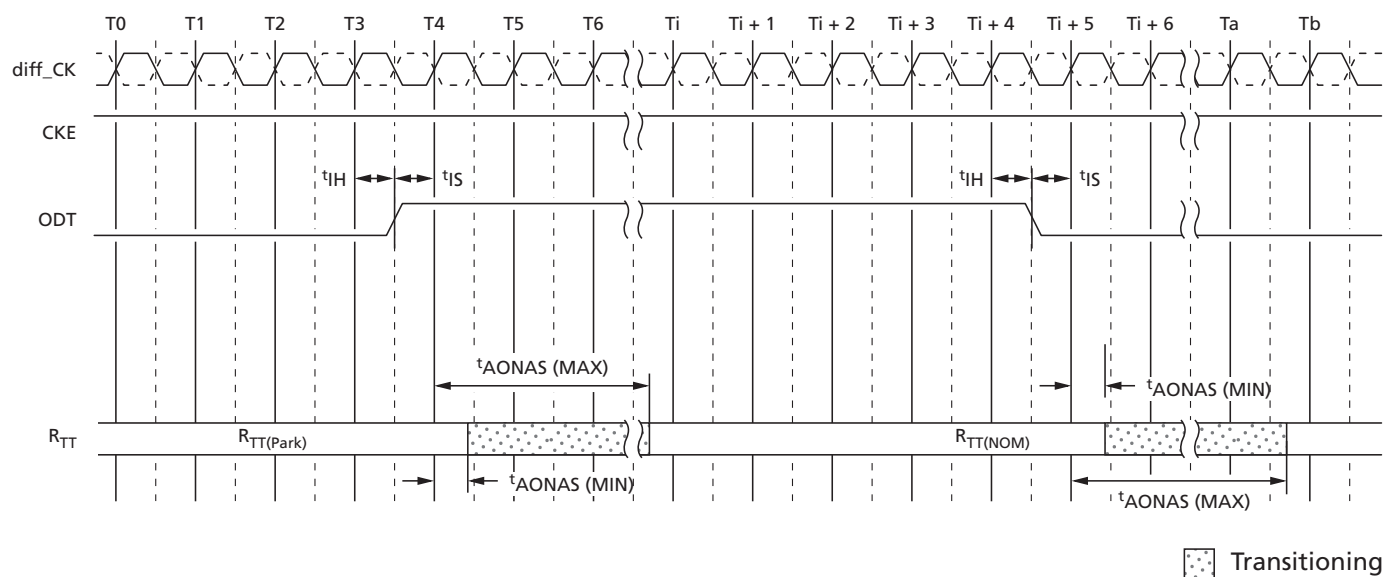 T0 T1 T2 T3 T4 T5 T6 Ti Ti + 1 Ti + 2 Ti + 3 Ti + 4 Ti + 5 Ti + 6 Ta Tb
diff_CK
CKE
tIH tIS tIH tIS
ODT
tAONAS (MAX)
tAONAS (MIN)
RTT RTT(Park) RTT(NOM)
tAONAS (MIN)
tAONAS (MAX)
Transitioning